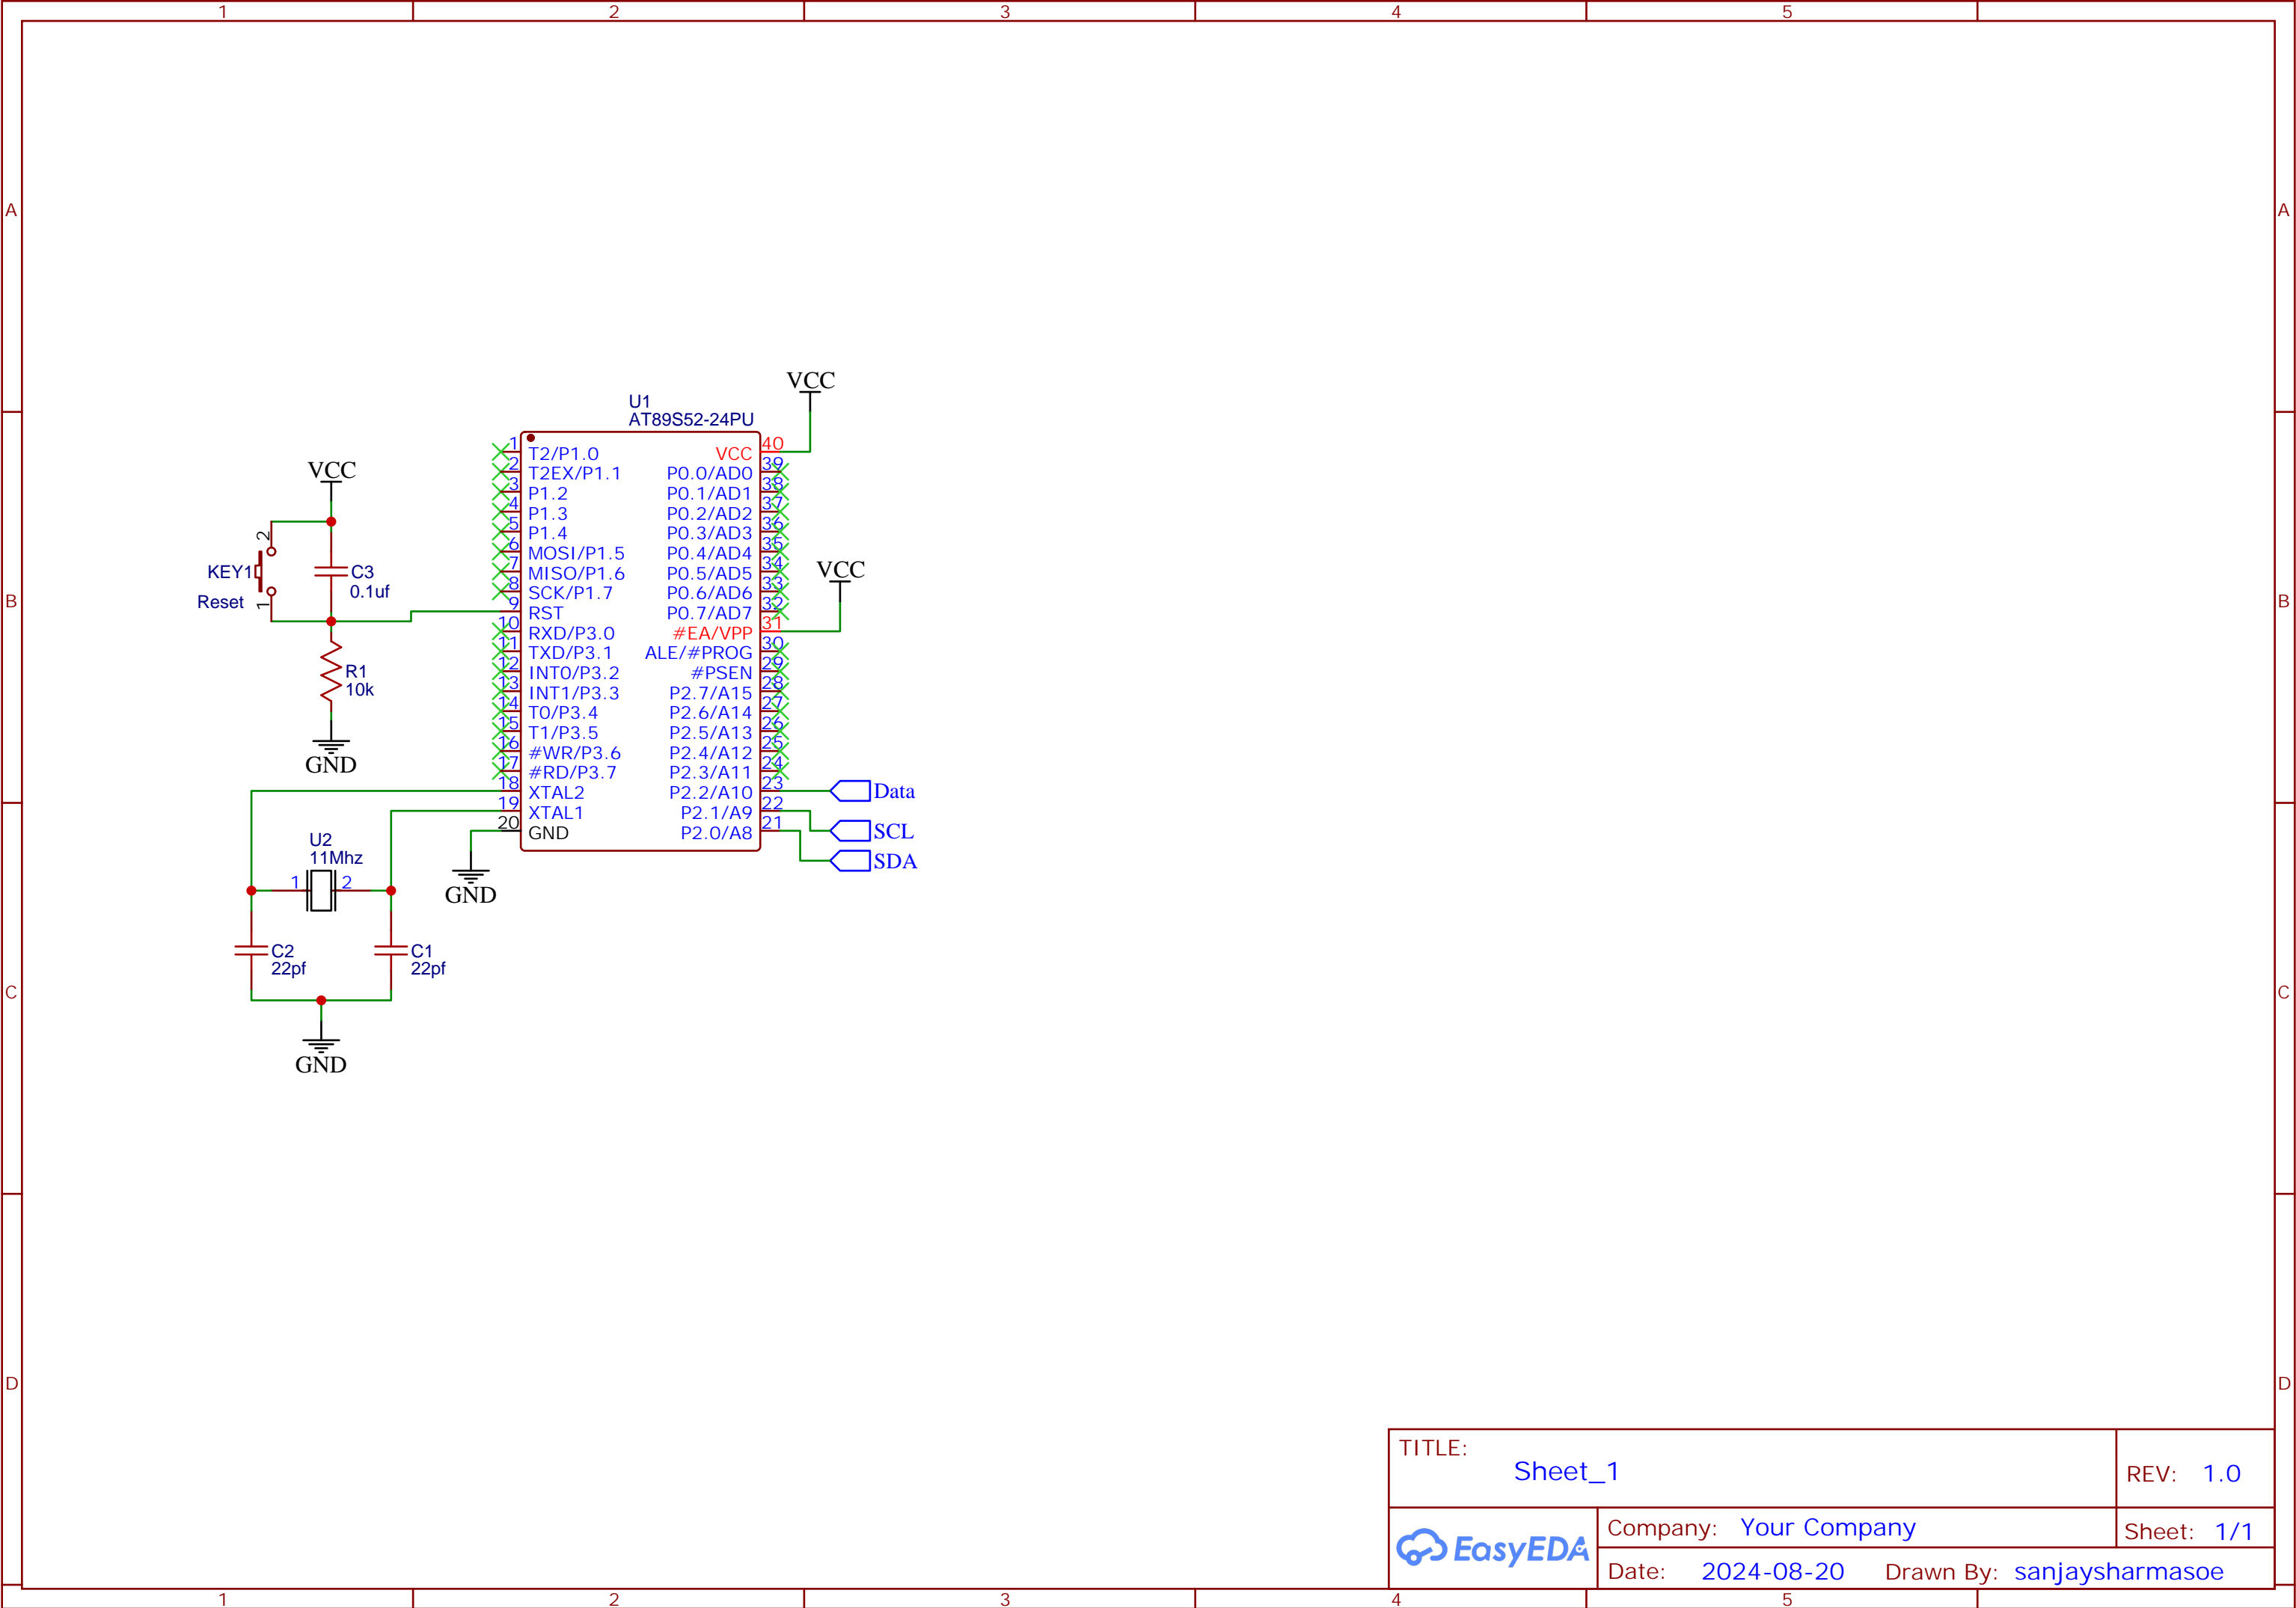 1 2 3 4 5
A A
B B
C C
D D
VCC
U1
AT89S52-24PU
1 T2/P1.0 VCC 40
2 T2EX/P1.1 P0.0/AD0 39
3 P1.2 P0.1/AD1 38
4 P1.3 P0.2/AD2 37
5 P1.4 P0.3/AD3 36
6 MOSI/P1.5 P0.4/AD4 35
7 MISO/P1.6 P0.5/AD5 34
8 SCK/P1.7 P0.6/AD6 33
9 RST P0.7/AD7 32
10 RXD/P3.0 #EA/VPP 31
11 TXD/P3.1 ALE/#PROG 30
12 INT0/P3.2 #PSEN 29
13 INT1/P3.3 P2.7/A15 28
14 T0/P3.4 P2.6/A14 27
15 T1/P3.5 P2.5/A13 26
16 #WR/P3.6 P2.4/A12 25
17 #RD/P3.7 P2.3/A11 24
18 XTAL2 P2.2/A10 23
19 XTAL1 P2.1/A9 22
20 GND P2.0/A8 21
VCC
VCC
2
KEY1
Reset
1
C3
0.1uf
R1
10k
GND
Data
SCL
SDA
U2
11Mhz
1 2
GND
C2
22pf
C1
22pf
GND
TITLE:
Sheet_1
REV: 1.0
EasyEDA
Company: Your Company
Sheet: 1/1
Date: 2024-08-20 Drawn By: sanjaysharmasoe
1 2 3 4 5